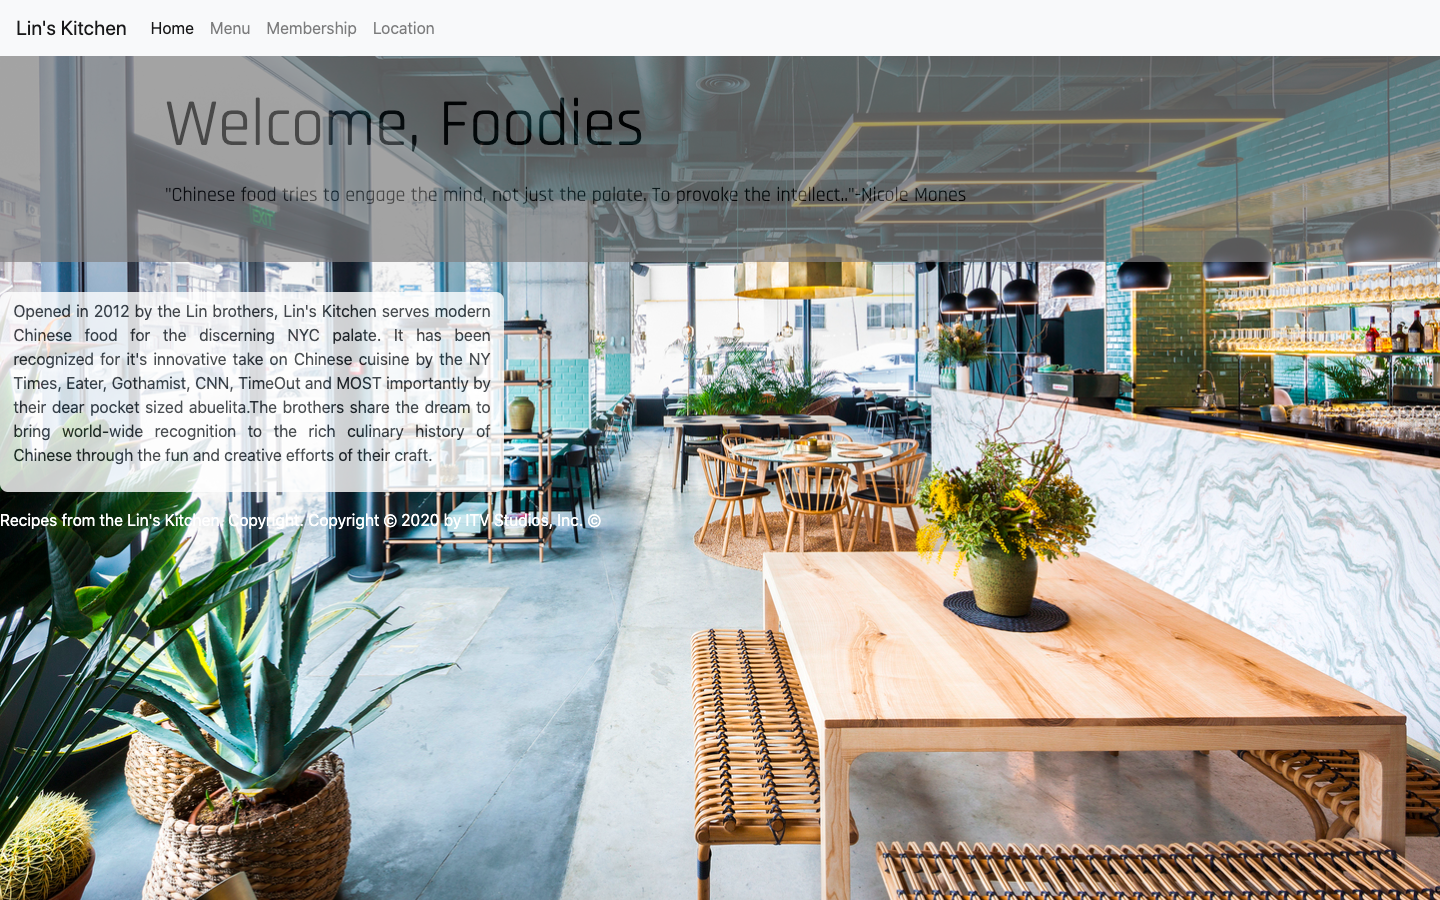 Lin's Kitchen Home Menu Membership Location
Welcome, Foodies
"Chinese food tries to engage the mind, not just the palate. To provoke the intellect.."-Nicole Mones
EXIT
Opened in 2012 by the Lin brothers, Lin's Kitchen serves modern
Chinese food for the discerning NYC palate. It has been
recognized for it's innovative take on Chinese cuisine by the NY
Times, Eater, Gothamist, CNN, TimeOut and MOST importantly by
their dear pocket sized abuelita.The brothers share the dream to
bring world-wide recognition to the rich culinary history of
Chinese through the fun and creative efforts of their craft.
Recipes from the Lin's Kitchen, Copyright. Copyright © 2020 by ITV Studios, Inc. ©